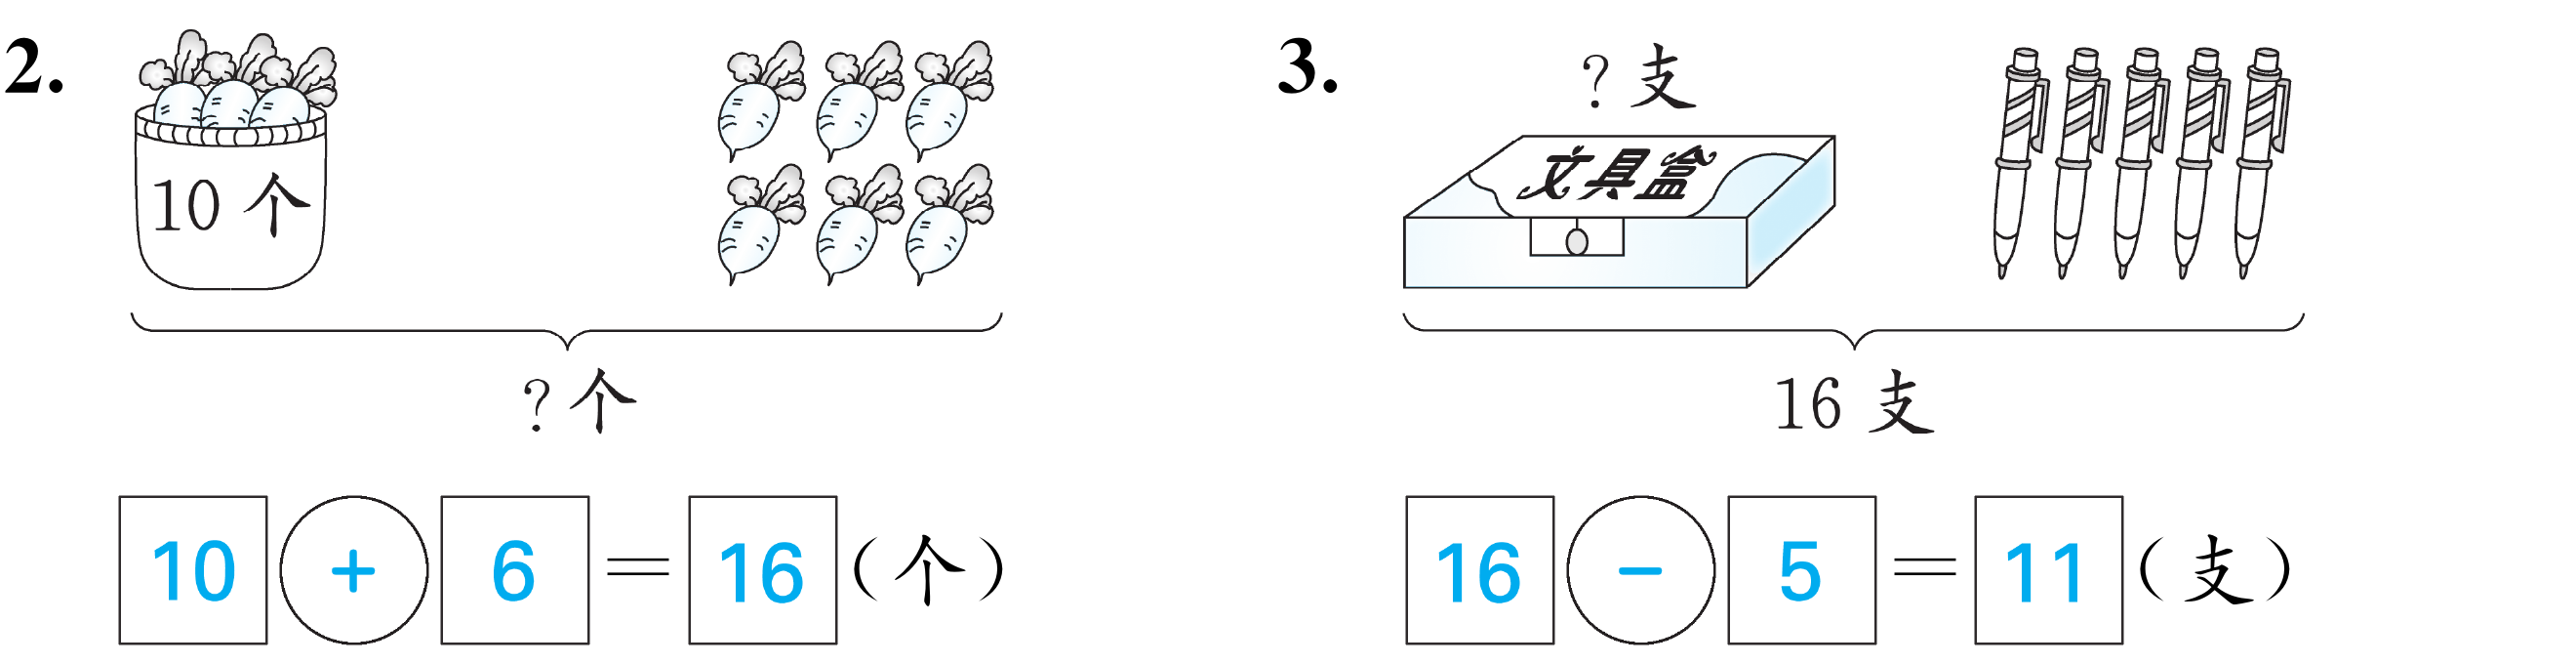 2.
10 个
? 个
10 + 6 = 16 (个)
3.
? 支
文具盒
16 支
16 − 5 = 11 (支)